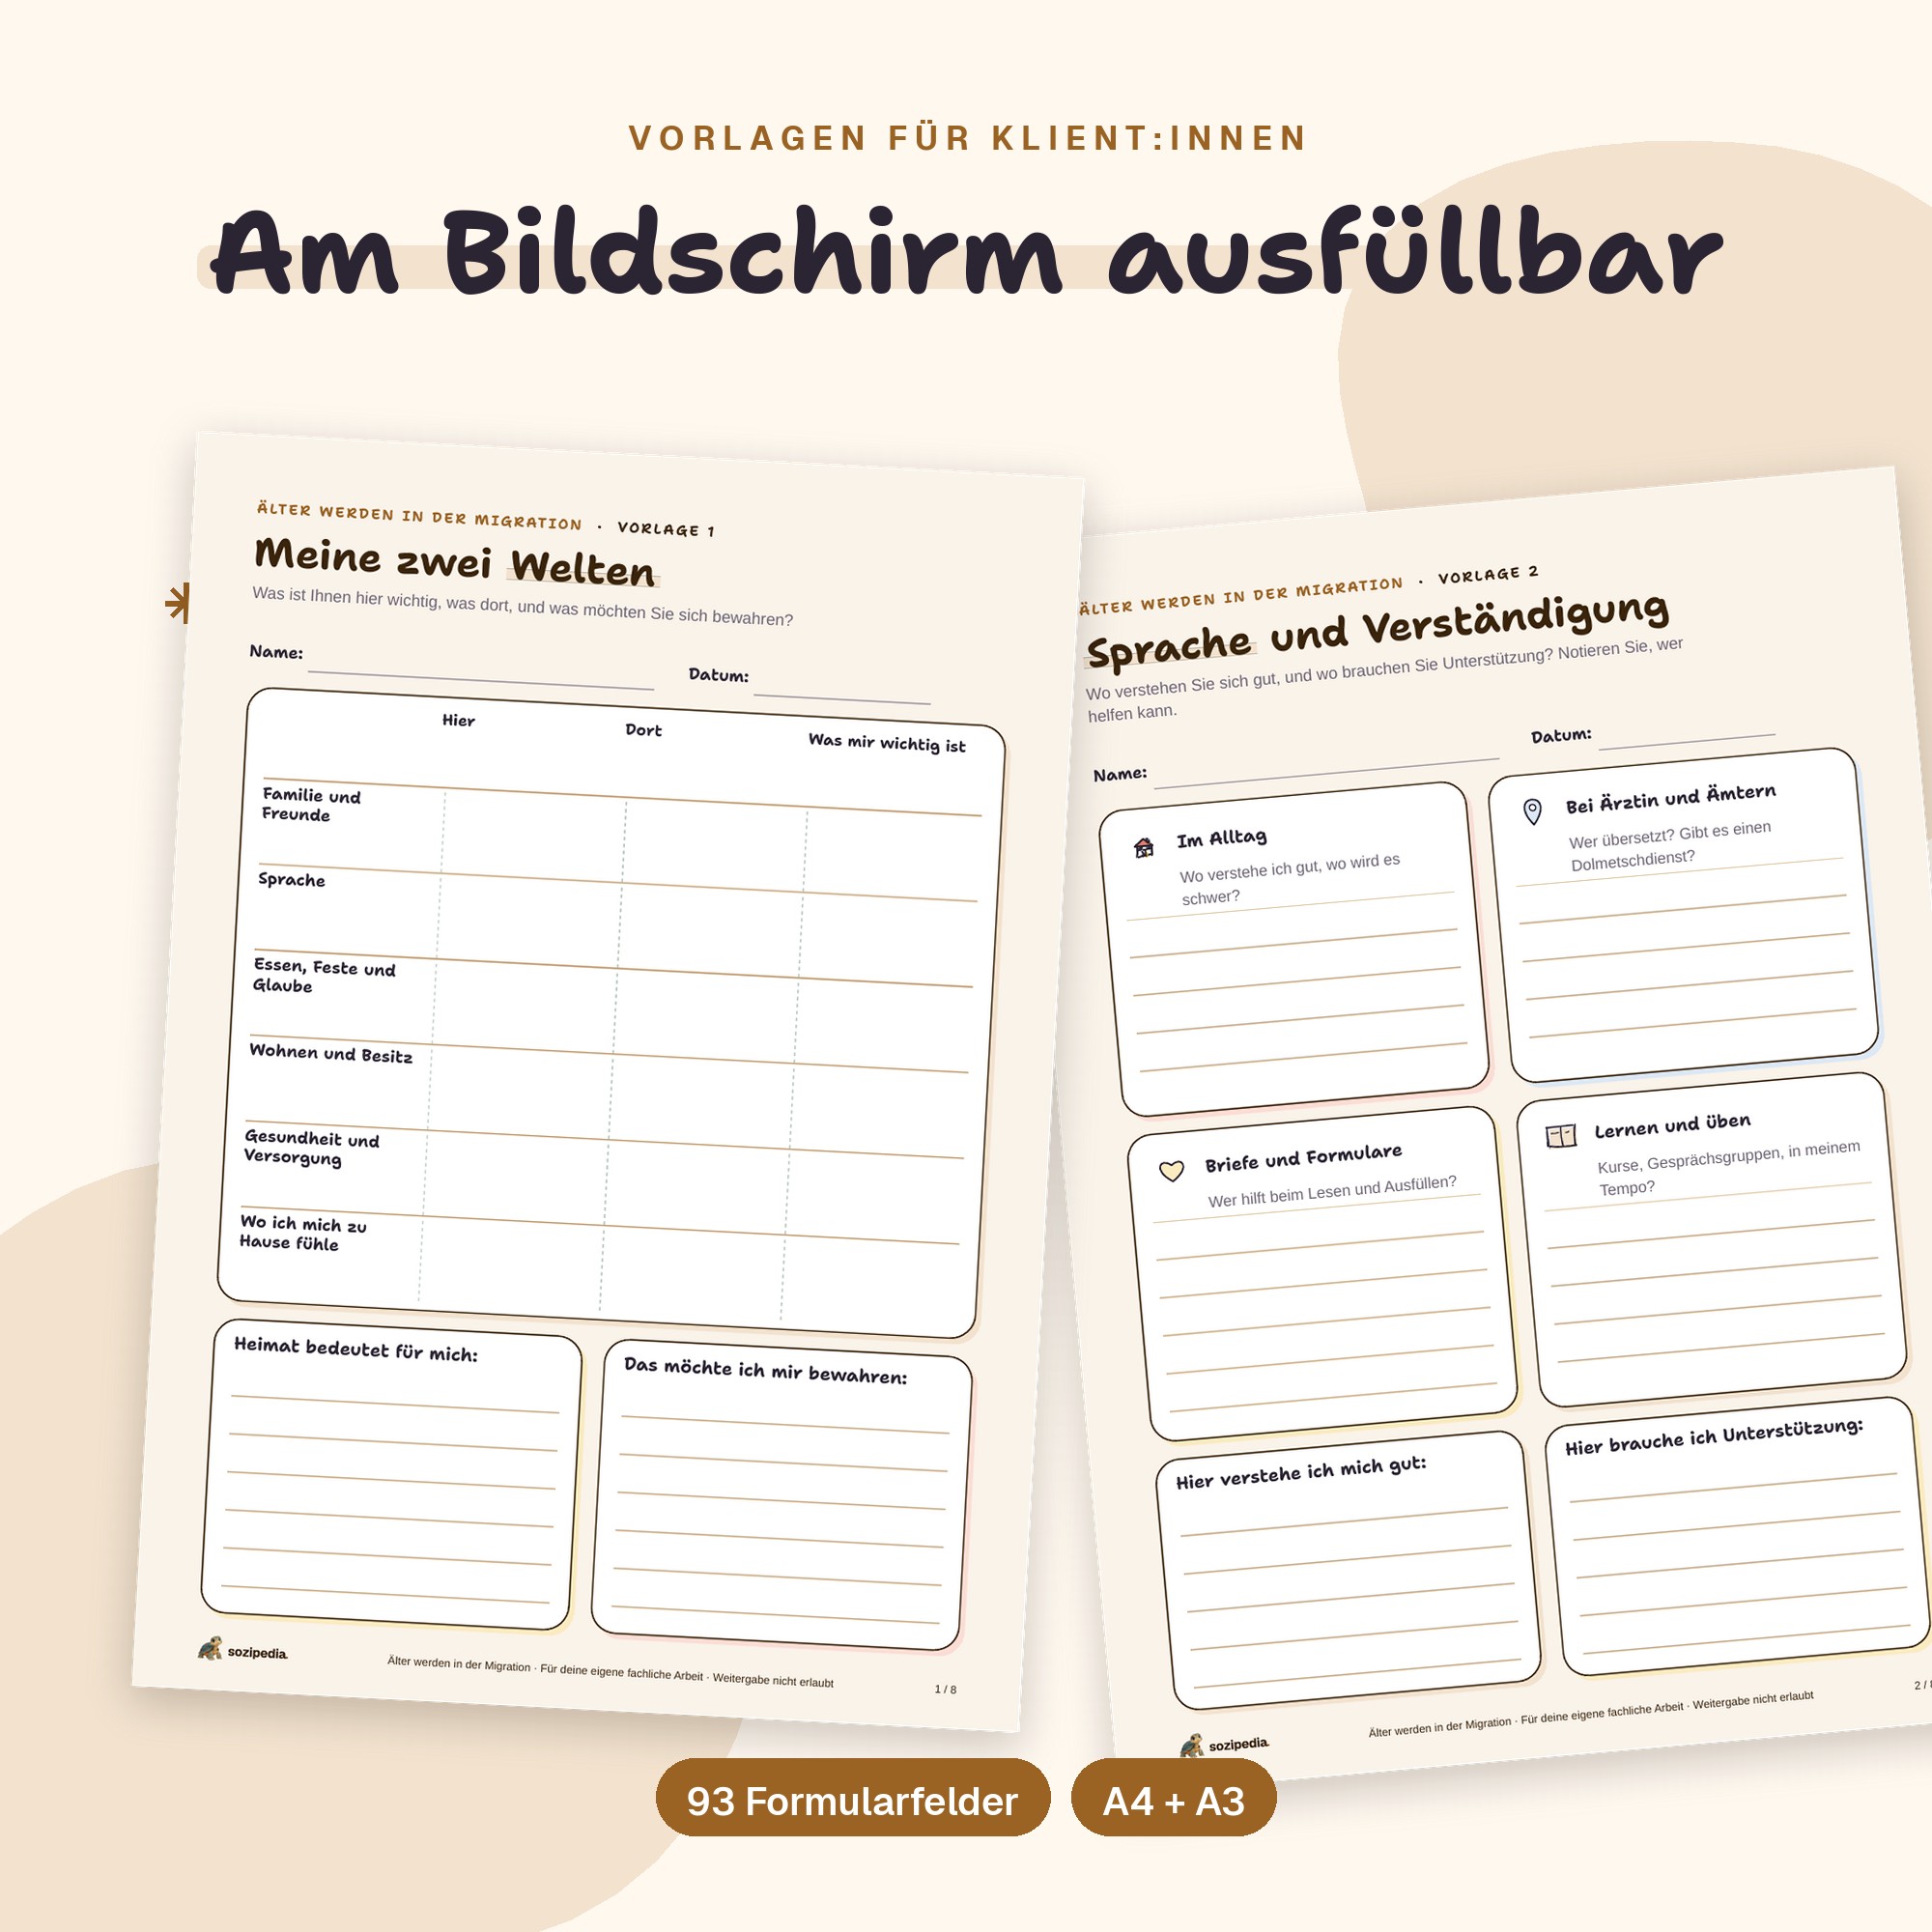 VORLAGEN FÜR KLIENT:INNEN
Am Bildschirm ausfüllbar
ÄLTER WERDEN IN DER MIGRATION · VORLAGE 1
Meine zwei Welten
Was ist Ihnen hier wichtig, was dort, und was möchten Sie sich bewahren?
Name:
Datum:
Hier
Dort
Was mir wichtig ist
Familie und
Freunde
Sprache
Essen, Feste und
Glaube
Wohnen und Besitz
Gesundheit und
Versorgung
Wo ich mich zu
Hause fühle
Heimat bedeutet für mich:
Das möchte ich mir bewahren:
sozipedia.
Älter werden in der Migration · Für deine eigene fachliche Arbeit · Weitergabe nicht erlaubt
1 / 8
ÄLTER WERDEN IN DER MIGRATION · VORLAGE 2
Sprache und Verständigung
Wo verstehen Sie sich gut, und wo brauchen Sie Unterstützung? Notieren Sie, wer
helfen kann.
Name:
Datum:
Im Alltag
Wo verstehe ich gut, wo wird es
schwer?
Bei Ärztin und Ämtern
Wer übersetzt? Gibt es einen
Dolmetschdienst?
Briefe und Formulare
Wer hilft beim Lesen und Ausfüllen?
Lernen und üben
Kurse, Gesprächsgruppen, in meinem
Tempo?
Hier verstehe ich mich gut:
Hier brauche ich Unterstützung:
sozipedia.
Älter werden in der Migration · Für deine eigene fachliche Arbeit · Weitergabe nicht erlaubt
2 / 8
93 Formularfelder
A4 + A3